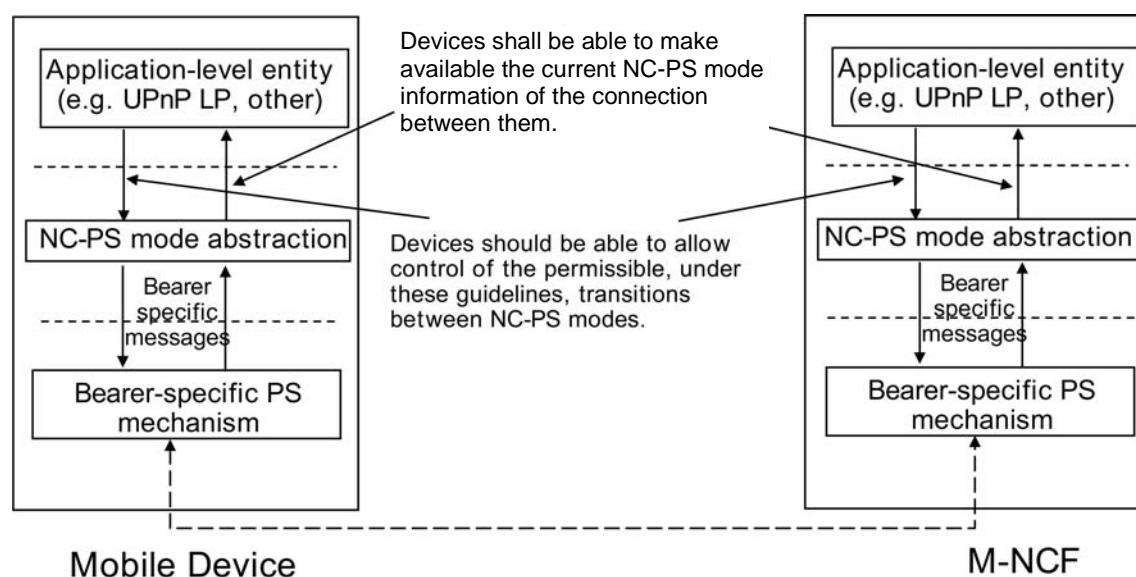 Application-level entity
(e.g. UPnP LP, other)
NC-PS mode abstraction
Bearer
specific
messages
Bearer-specific PS
mechanism
Mobile Device
Devices shall be able to make
available the current NC-PS mode
information of the connection
between them.
Devices should be able to allow
control of the permissible, under
these guidelines, transitions
between NC-PS modes.
Application-level entity
(e.g. UPnP LP, other)
NC-PS mode abstraction
Bearer
specific
messages
Bearer-specific PS
mechanism
M-NCF